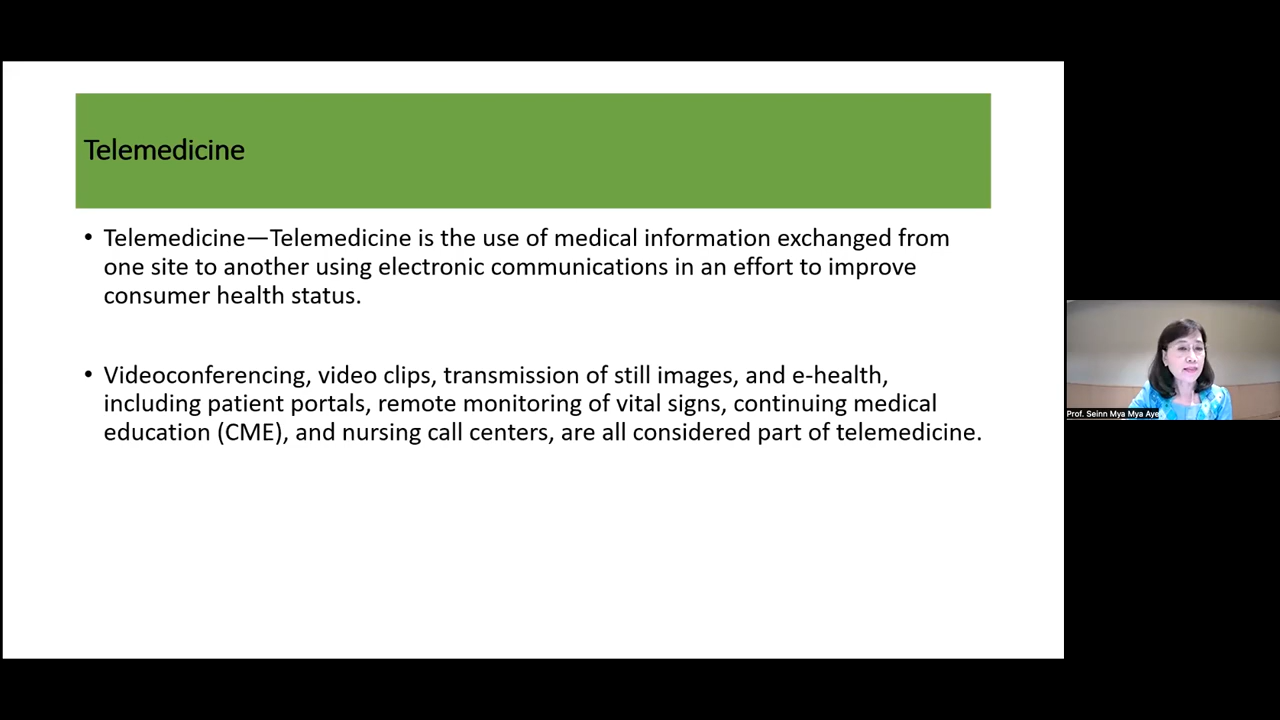 Telemedicine
• Telemedicine—Telemedicine is the use of medical information exchanged from
one site to another using electronic communications in an effort to improve
consumer health status.
• Videoconferencing, video clips, transmission of still images, and e-health,
including patient portals, remote monitoring of vital signs, continuing medical
education (CME), and nursing call centers, are all considered part of telemedicine.
Prof. Seinn Mya Mya Aye